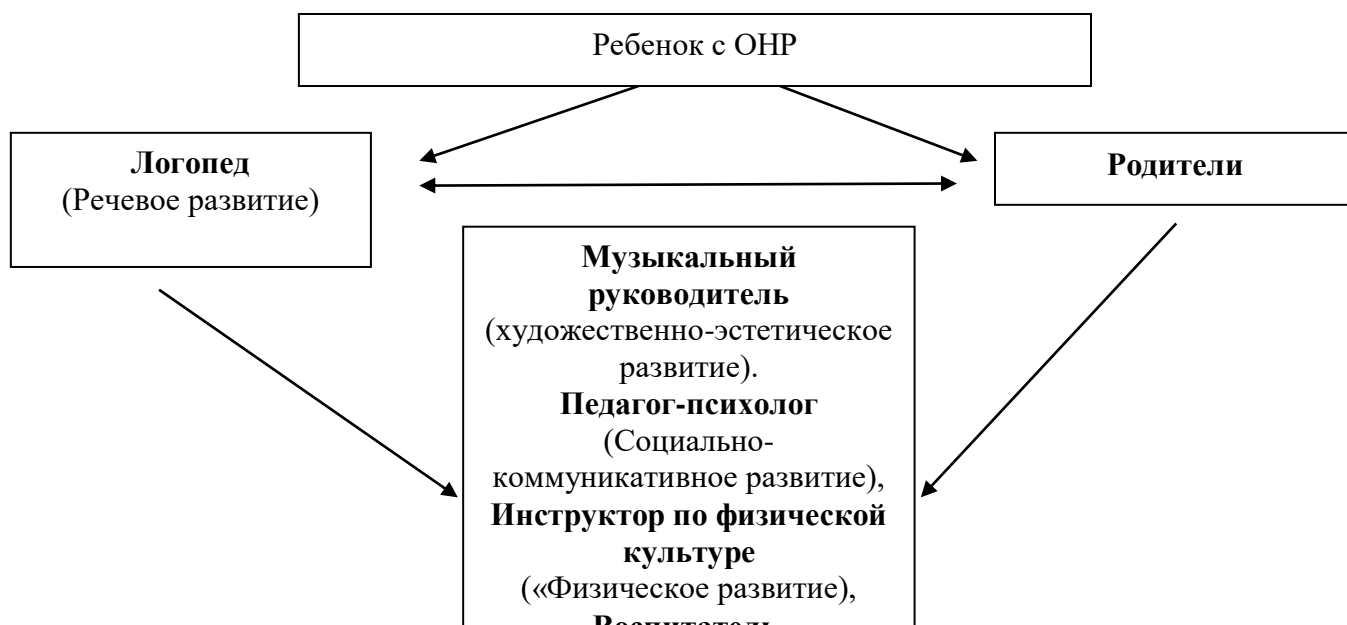 Ребенок с ОНР
Логопед
(Речевое развитие)
Родители
Музыкальный
руководитель
(художественно-эстетическое
развитие).
Педагог-психолог
(Социально-
коммуникативное развитие),
Инструктор по физической
культуре
(«Физическое развитие),
Воспитатель